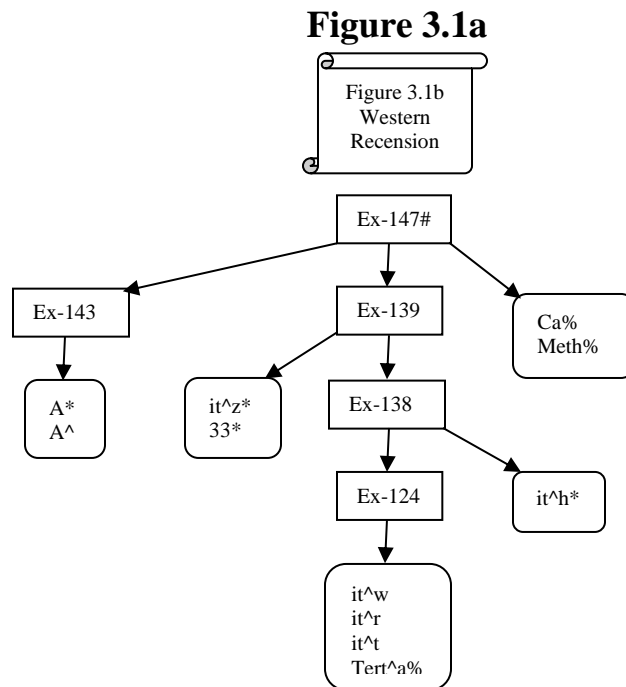 Figure 3.1a
Figure 3.1b
Western
Recension
Ex-147#
Ex-143
Ex-139
Ca%
Meth%
A*
A^
it^z*
33*
Ex-138
Ex-124
it^h*
it^w
it^r
it^t
Tert^a%